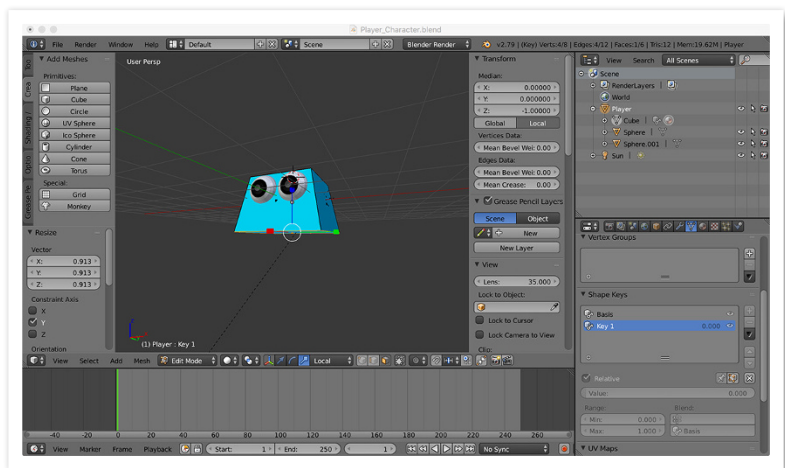 Player_Character.blend
File Render Window Help Default Scene Blender Render v2.79 | (Key) Verts:4/8 | Edges:4/12 | Faces:1/6 | Tris:12 | Mem:19.62M | Player
Add Meshes
Primitives:
Plane
Cube
Circle
UV Sphere
Ico Sphere
Cylinder
Cone
Torus
Special:
Grid
Monkey
Resize
Vector
X: 0.913
Y: 0.913
Z: 0.913
Constraint Axis
X
Y
Z
Orientation
User Persp
(1) Player : Key 1
Transform
Median:
X: 0.00000
Y: 0.000000
Z: -1.00000
Global Local
Vertices Data:
Mean Bevel Wei: 0.00
Edges Data:
Mean Bevel Wei: 0.00
Mean Crease: 0.00
Grease Pencil Layers
Scene Object
New
New Layer
View
Lens: 35.000
Lock to Object:
Lock to Cursor
Lock Camera to View
Clip:
View Select Add Mesh Edit Mode Local
-40 -20 0 20 40 60 80 100 120 140 160 180 200 220 240 260
View Marker Frame Playback Start: 1 End: 250 1 No Sync
View Search All Scenes
Scene
RenderLayers
World
Player
Cube
Sphere
Sphere.001
Sun
Vertex Groups
Shape Keys
Basis
Key 1 0.000
Relative
Value: 0.000
Range: Blend:
Min: 0.000
Max: 1.000 Basis
UV Maps